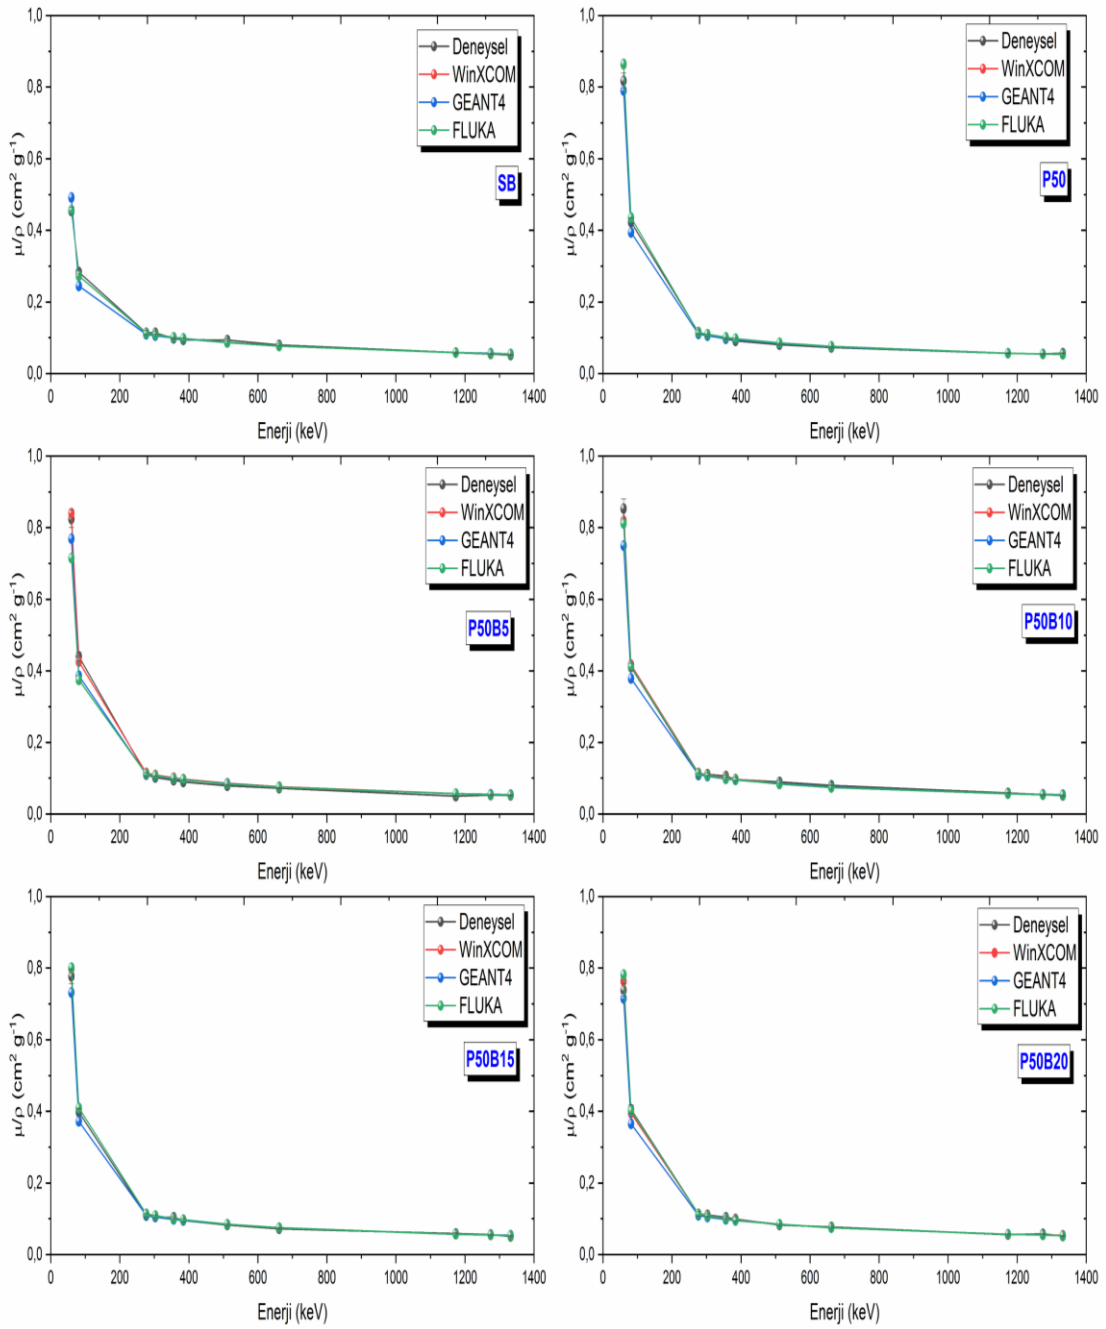 1,0
0,8
0,6
0,4
0,2
0,0
μ/ρ (cm² g⁻¹)
Deneysel
WinXCOM
GEANT4
FLUKA
SB
0 200 400 600 800 1000 1200 1400
Enerji (keV)
1,0
0,8
0,6
0,4
0,2
0,0
μ/ρ (cm² g⁻¹)
Deneysel
WinXCOM
GEANT4
FLUKA
P50
0 200 400 600 800 1000 1200 1400
Enerji (keV)
1,0
0,8
0,6
0,4
0,2
0,0
μ/ρ (cm² g⁻¹)
Deneysel
WinXCOM
GEANT4
FLUKA
P50B5
0 200 400 600 800 1000 1200 1400
Enerji (keV)
1,0
0,8
0,6
0,4
0,2
0,0
μ/ρ (cm² g⁻¹)
Deneysel
WinXCOM
GEANT4
FLUKA
P50B10
0 200 400 600 800 1000 1200 1400
Enerji (keV)
1,0
0,8
0,6
0,4
0,2
0,0
μ/ρ (cm² g⁻¹)
Deneysel
WinXCOM
GEANT4
FLUKA
P50B15
0 200 400 600 800 1000 1200 1400
Enerji (keV)
1,0
0,8
0,6
0,4
0,2
0,0
μ/ρ (cm² g⁻¹)
Deneysel
WinXCOM
GEANT4
FLUKA
P50B20
0 200 400 600 800 1000 1200 1400
Enerji (keV)